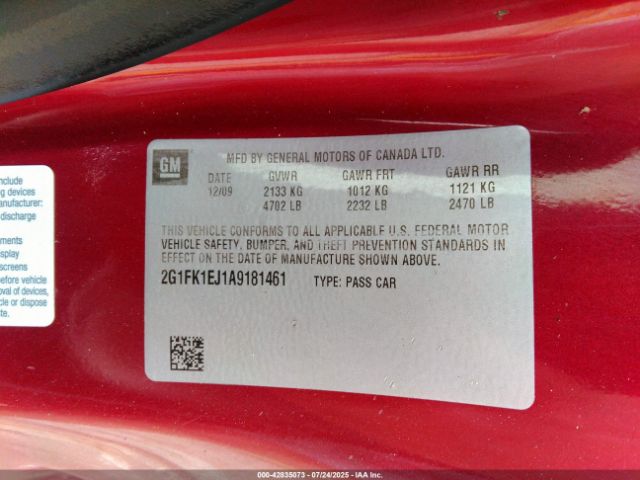 GM
MFD BY GENERAL MOTORS OF CANADA LTD.
DATE GVWR GAWR FRT GAWR RR
12/09 2133 KG 1012 KG 1121 KG
4702 LB 2232 LB 2470 LB
THIS VEHICLE CONFORMS TO ALL APPLICABLE U.S. FEDERAL MOTOR
VEHICLE SAFETY, BUMPER, AND THEFT PREVENTION STANDARDS IN
EFFECT ON THE DATE OF MANUFACTURE SHOWN ABOVE.
2G1FK1EJ1A9181461 TYPE: PASS CAR
include
ng devices
manufacturer:
discharge
ments
splay
screens
before vehicle
oval of devices,
icle or dispose
te.
000-42835073 - 07/24/2025 - IAA Inc.